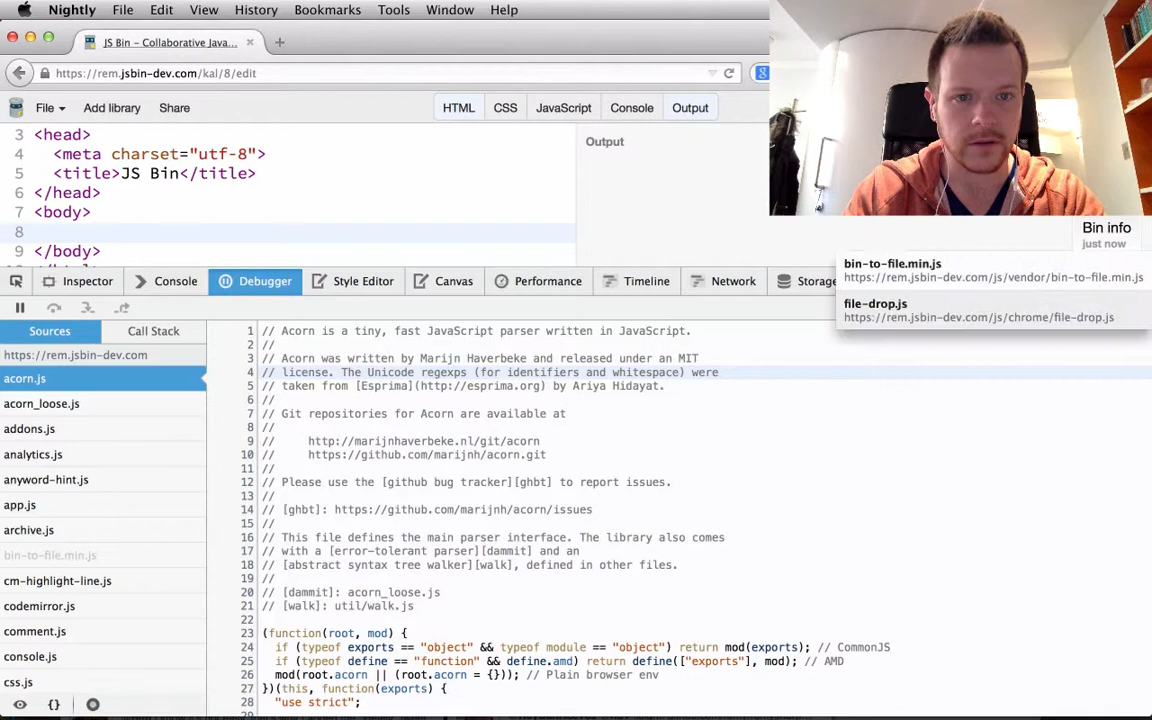 Nightly File Edit View History Bookmarks Tools Window Help
JS Bin - Collaborative Java...
https://rem.jsbin-dev.com/kal/8/edit
File Add library Share HTML CSS JavaScript Console Output
3 <head>
4 <meta charset="utf-8">
5 <title>JS Bin</title>
6 </head>
7 <body>
8
9 </body>
Output
Bin info
just now
bin-to-file.min.js
https://rem.jsbin-dev.com/js/vendor/bin-to-file.min.js
file-drop.js
https://rem.jsbin-dev.com/js/chrome/file-drop.js
Inspector Console Debugger Style Editor Canvas Performance Timeline Network Storag
Sources Call Stack
https://rem.jsbin-dev.com
acorn.js
acorn_loose.js
addons.js
analytics.js
anyword-hint.js
app.js
archive.js
bin-to-file.min.js
cm-highlight-line.js
codemirror.js
comment.js
console.js
css.js
1 // Acorn is a tiny, fast JavaScript parser written in JavaScript.
2 //
3 // Acorn was written by Marijn Haverbeke and released under an MIT
4 // license. The Unicode regexps (for identifiers and whitespace) were
5 // taken from [Esprima](http://esprima.org) by Ariya Hidayat.
6 //
7 // Git repositories for Acorn are available at
8 //
9 // http://marijnhaverbeke.nl/git/acorn
10 // https://github.com/marijnh/acorn.git
11 //
12 // Please use the [github bug tracker][ghbt] to report issues.
13 //
14 // [ghbt]: https://github.com/marijnh/acorn/issues
15 //
16 // This file defines the main parser interface. The library also comes
17 // with a [error-tolerant parser][dammit] and an
18 // [abstract syntax tree walker][walk], defined in other files.
19 //
20 // [dammit]: acorn_loose.js
21 // [walk]: util/walk.js
22
23 (function(root, mod) {
24 if (typeof exports == "object" && typeof module == "object") return mod(exports); // CommonJS
25 if (typeof define == "function" && define.amd) return define(["exports"], mod); // AMD
26 mod(root.acorn || (root.acorn = {})); // Plain browser env
27 })(this, function(exports) {
28 "use strict";